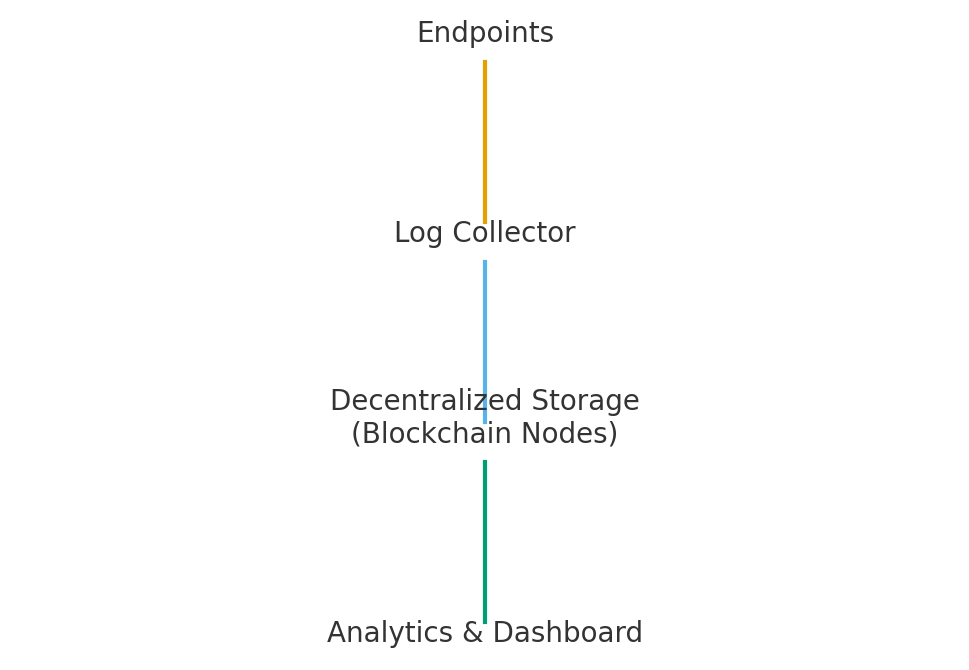 Endpoints
Log Collector
Decentralized Storage
(Blockchain Nodes)
Analytics & Dashboard